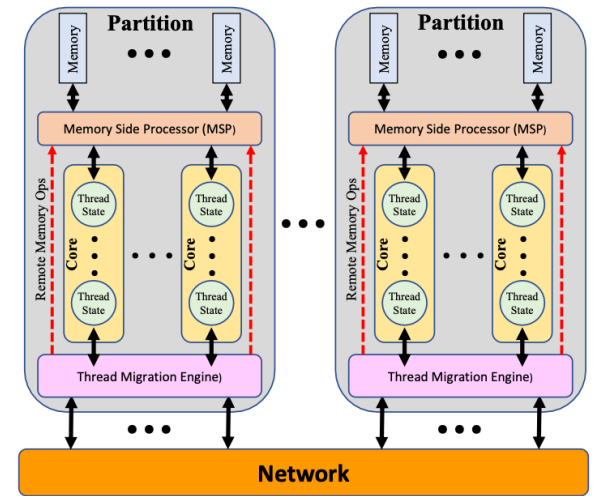 Partition
Memory
Memory
Memory Side Processor (MSP)
Remote Memory Ops
Core
Thread
State
Thread
State
Core
Thread
State
Thread
State
Thread Migration Engine)
Partition
Memory
Memory
Memory Side Processor (MSP)
Remote Memory Ops
Core
Thread
State
Thread
State
Core
Thread
State
Thread
State
Thread Migration Engine)
Network